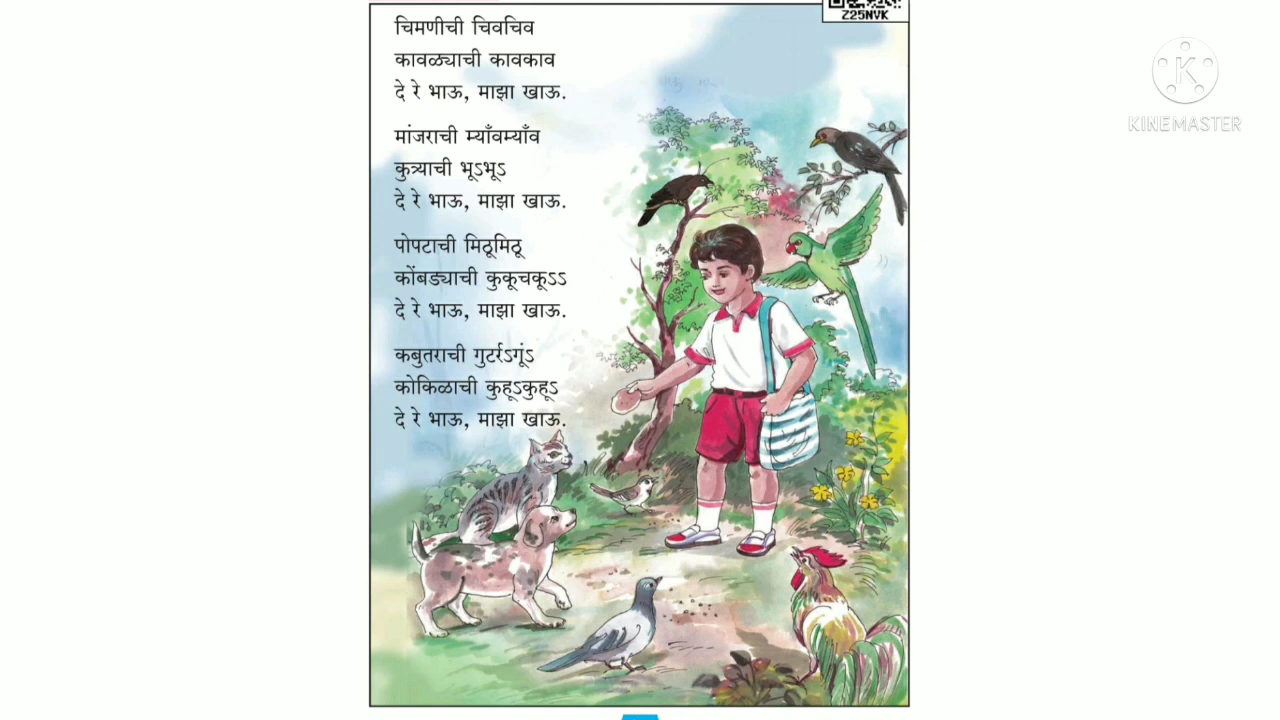 Z25NVK
चिमणीची चिवचिव
कावळ्याची कावकाव
दे रे भाऊ, माझा खाऊ.
मांजराची म्याँवम्याँव
कुत्र्याची भूऽभूऽ
दे रे भाऊ, माझा खाऊ.
पोपटाची मिठूमिठू
कोंबड्याची कुकूचकूऽऽ
दे रे भाऊ, माझा खाऊ.
कबुतराची गुटर्रऽगूंऽ
कोकिळाची कुहूऽकुहूऽ
दे रे भाऊ, माझा खाऊ.
K
KINEMASTER